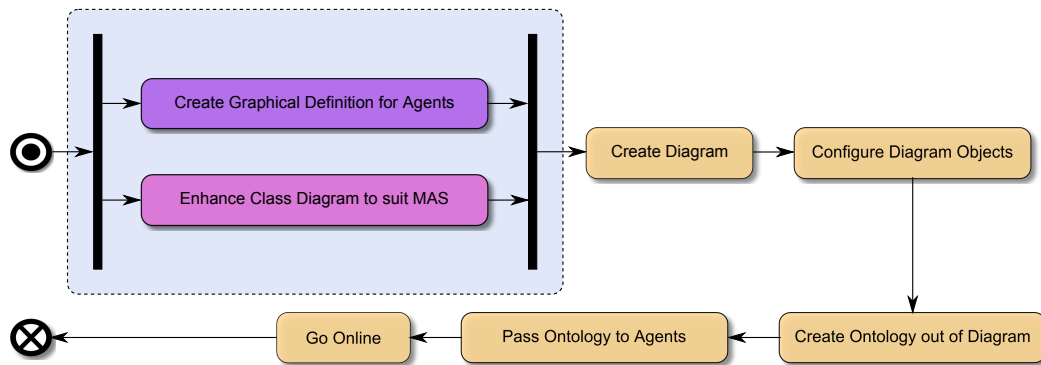 Create Graphical Definition for Agents
Enhance Class Diagram to suit MAS
Create Diagram
Configure Diagram Objects
Create Ontology out of Diagram
Pass Ontology to Agents
Go Online